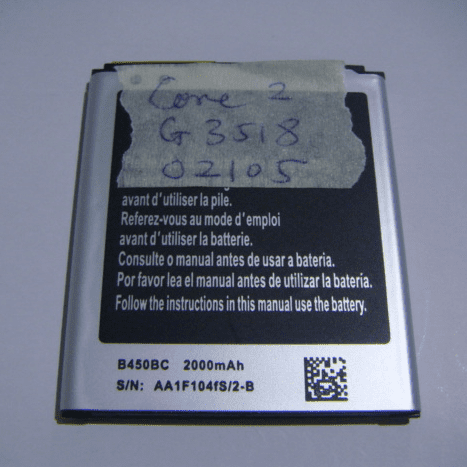 Core 2
G3518
02105
avant d'utiliser la pile.
Referez-vous au mode d'emploi
avant d'utiliser la batterie.
Consulte o manual antes de usar a bateria.
Por favor lea el manual antes de utilizar la batería.
Follow the instructions in this manual use the battery.
B450BC 2000mAh
S/N: AA1F104fS/2-B